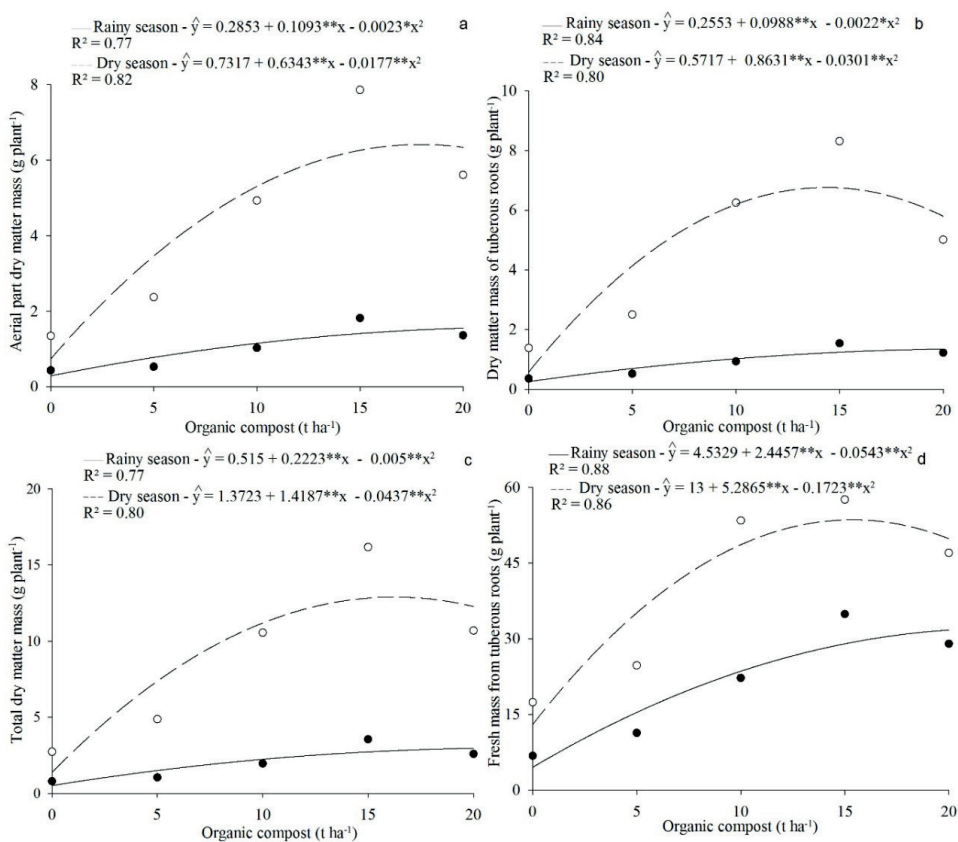 Rainy season - ŷ = 0.2853 + 0.1093**x - 0.0023*x²
R² = 0.77
Dry season - ŷ = 0.7317 + 0.6343**x - 0.0177**x²
R² = 0.82
a
8
6
4
2
0
Aerial part dry matter mass (g plant⁻¹)
0 5 10 15 20
Organic compost (t ha⁻¹)
Rainy season - ŷ = 0.2553 + 0.0988**x - 0.0022*x²
R² = 0.84
Dry season - ŷ = 0.5717 + 0.8631**x - 0.0301**x²
R² = 0.80
b
10
8
6
4
2
0
Dry matter mass of tuberous roots (g plant⁻¹)
0 5 10 15 20
Organic compost (t ha⁻¹)
Rainy season - ŷ = 0.515 + 0.2223**x - 0.005**x²
R² = 0.77
Dry season - ŷ = 1.3723 + 1.4187**x - 0.0437**x²
R² = 0.80
c
20
15
10
5
0
Total dry matter mass (g plant⁻¹)
0 5 10 15 20
Organic compost (t ha⁻¹)
Rainy season - ŷ = 4.5329 + 2.4457**x - 0.0543**x²
R² = 0.88
Dry season - ŷ = 13 + 5.2865**x - 0.1723**x²
R² = 0.86
d
60
45
30
15
0
Fresh mass from tuberous roots (g plant⁻¹)
0 5 10 15 20
Organic compost (t ha⁻¹)